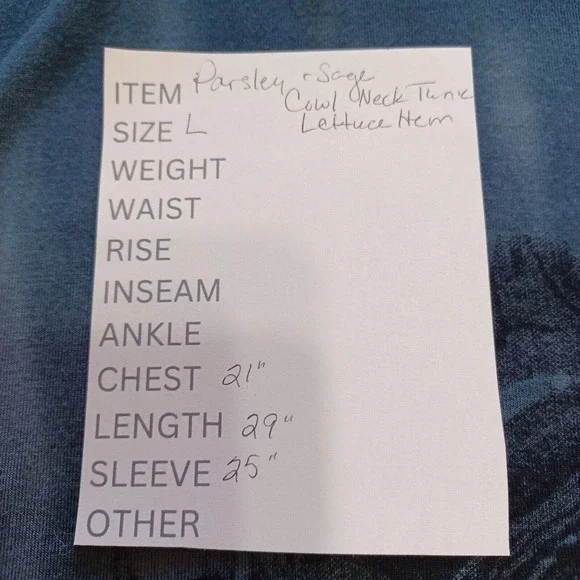 ITEM Parsley + Sage
Cowl Neck Tunic
SIZE L Lettuce Hem
WEIGHT
WAIST
RISE
INSEAM
ANKLE
CHEST 21"
LENGTH 29"
SLEEVE 25"
OTHER